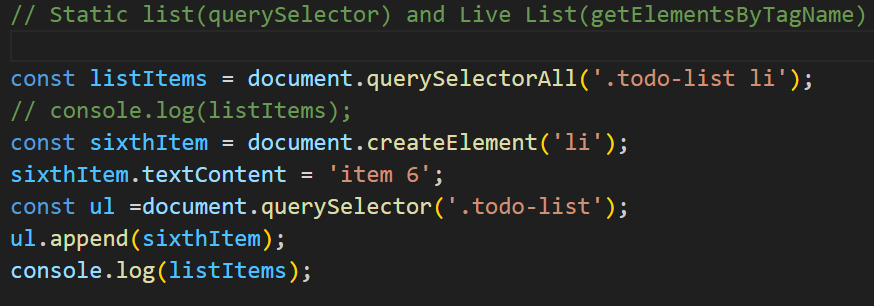 // Static list(querySelector) and Live List(getElementsByTagName)
const listItems = document.querySelectorAll('.todo-list li');
// console.log(listItems);
const sixthItem = document.createElement('li');
sixthItem.textContent = 'item 6';
const ul =document.querySelector('.todo-list');
ul.append(sixthItem);
console.log(listItems);